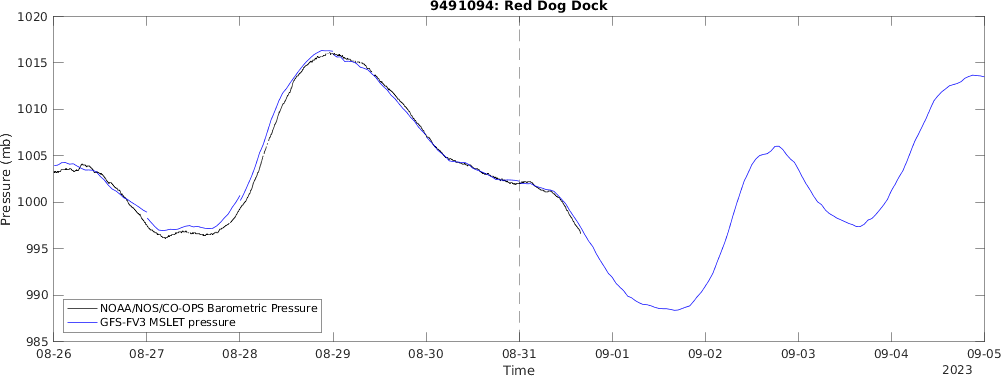 9491094: Red Dog Dock
1020
1015
1010
1005
1000
995
990
985
Pressure (mb)
NOAA/NOS/CO-OPS Barometric Pressure
GFS-FV3 MSLET pressure
08-26 08-27 08-28 08-29 08-30 08-31 09-01 09-02 09-03 09-04 09-05
Time
2023